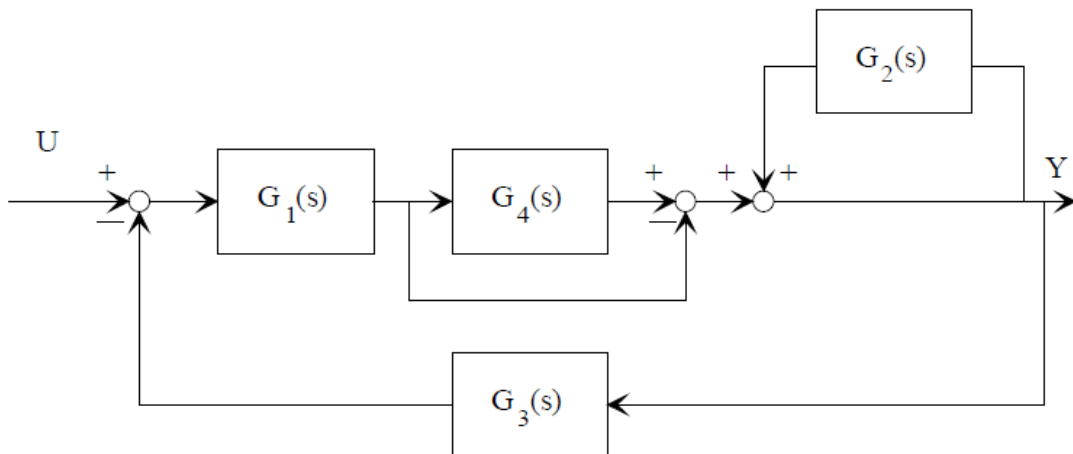 G2(s)
U
Y
+ + + +
G1(s) G4(s)
— —
G3(s)